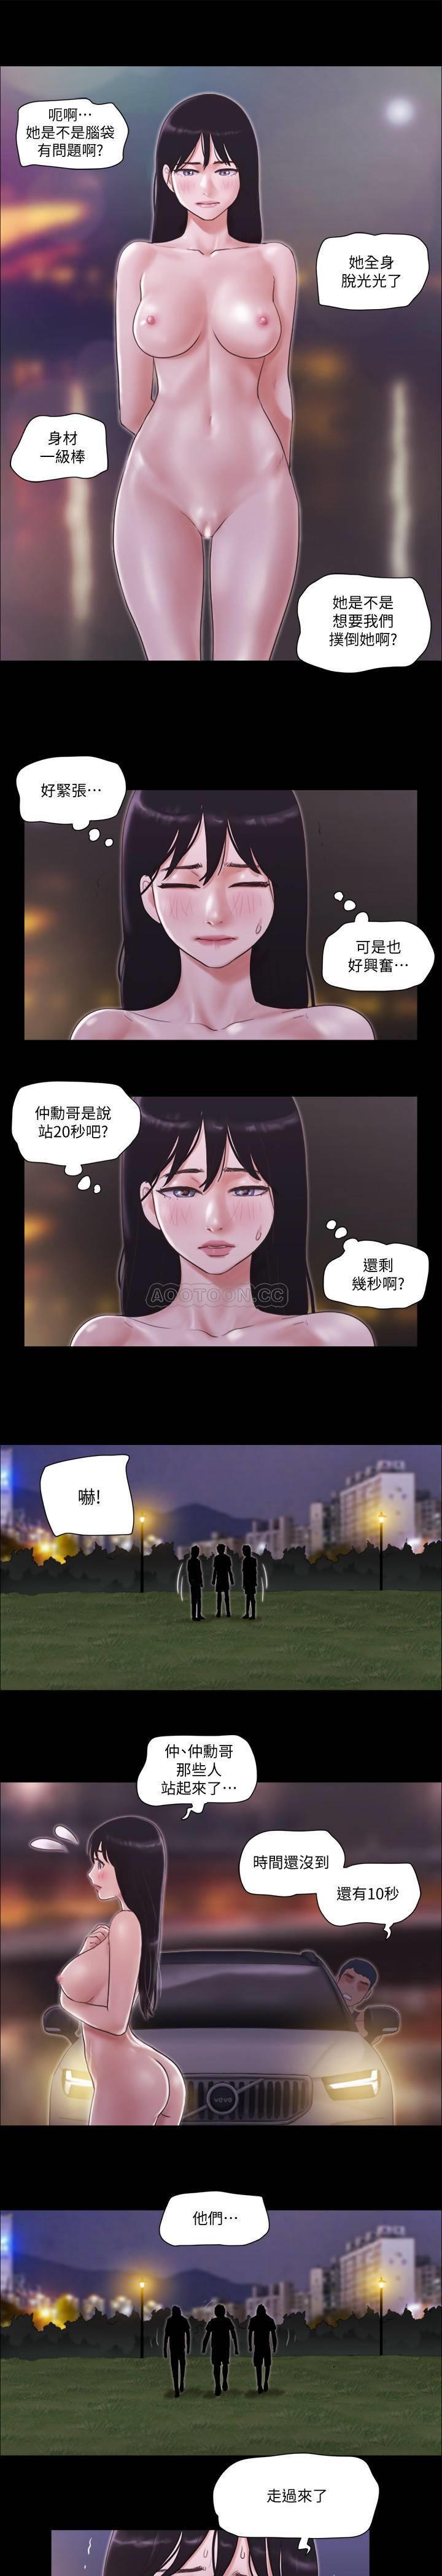 呃啊…
她是不是腦袋
有問題啊?
她全身
脫光光了
身材
一級棒
她是不是
想要我們
撲倒她啊?
好緊張…
可是也
好興奮…
仲勳哥是說
站20秒吧?
還剩
幾秒啊?
AOOTOON.CC
嚇!
仲、仲勳哥
那些人
站起來了…
時間還沒到
還有10秒
他們…
走過來了